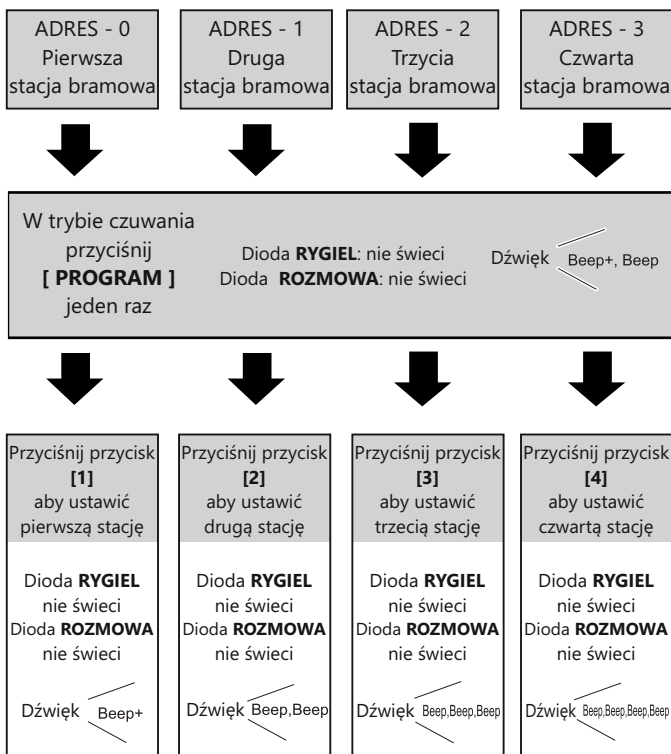 ADRES - 0
Pierwsza
stacja bramowa
ADRES - 1
Druga
stacja bramowa
ADRES - 2
Trzycia
stacja bramowa
ADRES - 3
Czwarta
stacja bramowa
W trybie czuwania
przyciśnij
[ PROGRAM ]
jeden raz
Dioda RYGIEL: nie świeci
Dioda ROZMOWA: nie świeci
Dźwięk Beep+, Beep
Przyciśnij przycisk
[1]
aby ustawić
pierwszą stację
Dioda RYGIEL
nie świeci
Dioda ROZMOWA
nie świeci
Dźwięk Beep+
Przyciśnij przycisk
[2]
aby ustawić
drugą stację
Dioda RYGIEL
nie świeci
Dioda ROZMOWA
nie świeci
Dźwięk Beep,Beep
Przyciśnij przycisk
[3]
aby ustawić
trzecią stację
Dioda RYGIEL
nie świeci
Dioda ROZMOWA
nie świeci
Dźwięk Beep,Beep,Beep
Przyciśnij przycisk
[4]
aby ustawić
czwartą stację
Dioda RYGIEL
nie świeci
Dioda ROZMOWA
nie świeci
Dźwięk Beep,Beep,Beep,Beep